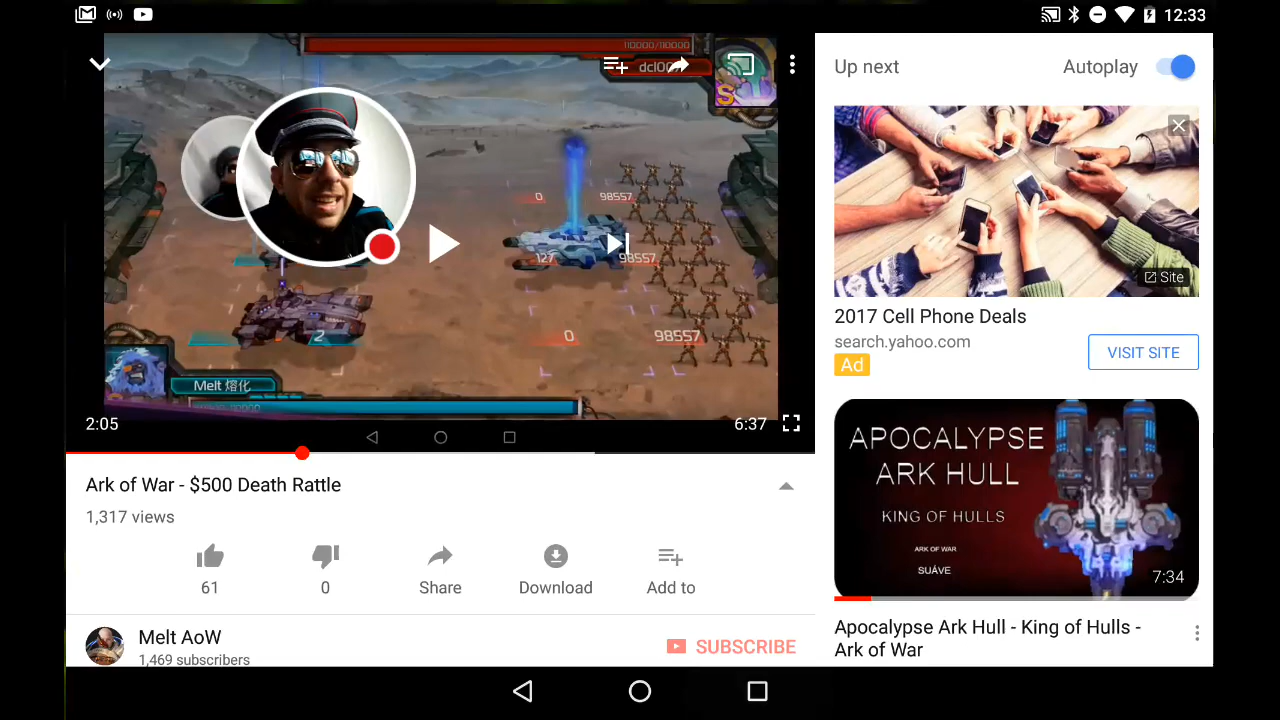 12:33
110000/110000
S
0
98557
127
98557
2
0
98557
Melt 熔化
2:05
6:37
Ark of War - $500 Death Rattle
1,317 views
61
0
Share
Download
Add to
Melt AoW
1,469 subscribers
SUBSCRIBE
Up next
Autoplay
Site
2017 Cell Phone Deals
search.yahoo.com
Ad
VISIT SITE
APOCALYPSE
ARK HULL
KING OF HULLS
ARK OF WAR
SUÁVE
7:34
Apocalypse Ark Hull - King of Hulls -
Ark of War